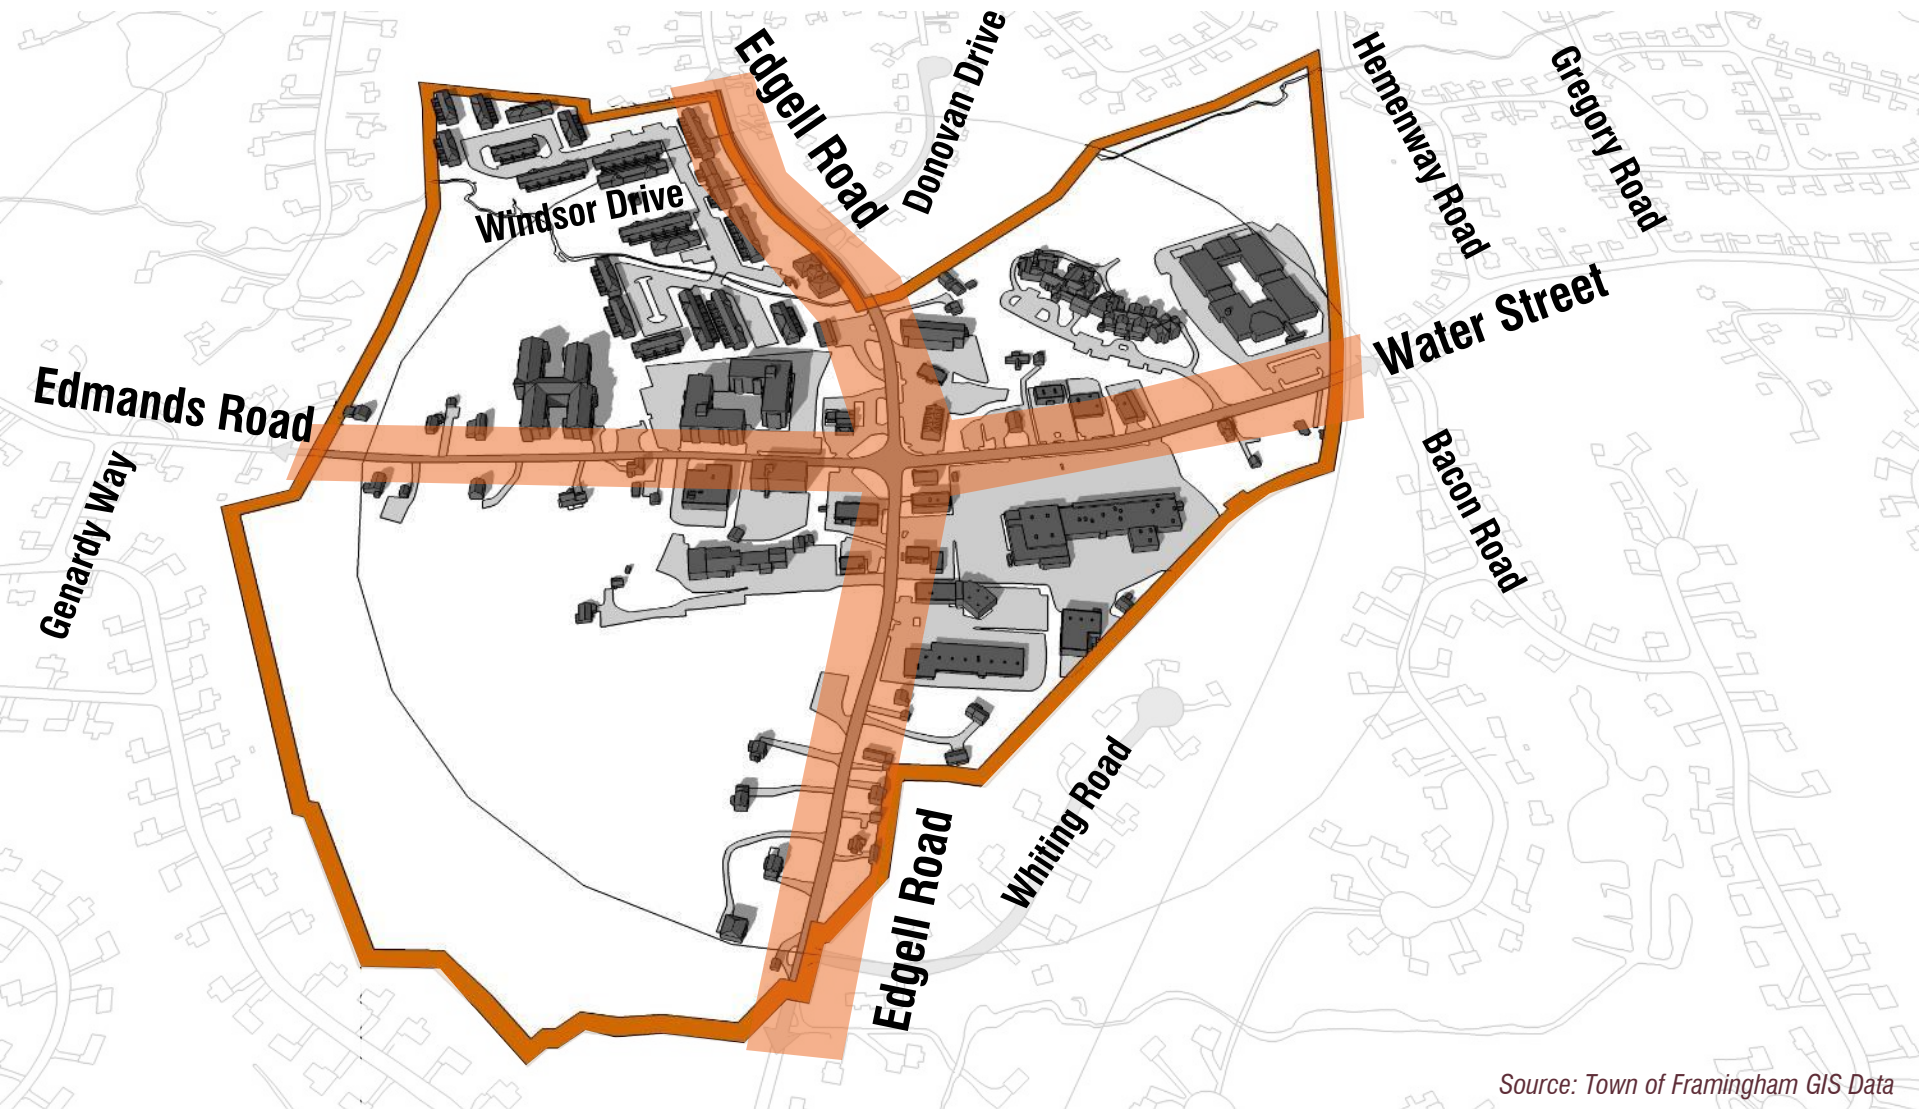 Edgell Road
Donovan Drive
Hemenway Road
Gregory Road
Windsor Drive
Water Street
Edmands Road
Genardy Way
Bacon Road
Whiting Road
Edgell Road
Source: Town of Framingham GIS Data